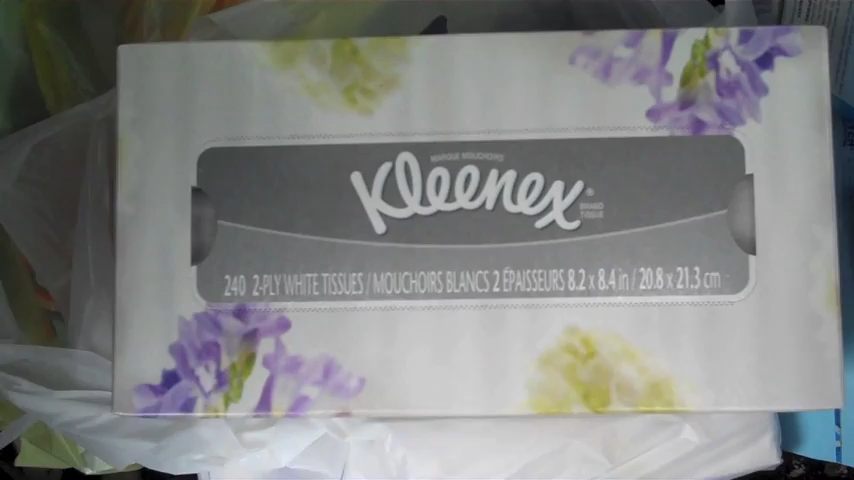 MARQUE MOUCHOIRS
Kleenex®
BRAND
TISSUE
240 2-PLY WHITE TISSUES / MOUCHOIRS BLANCS 2 ÉPAISSEURS 8.2 x 8.4 in / 20.8 x 21.3 cm